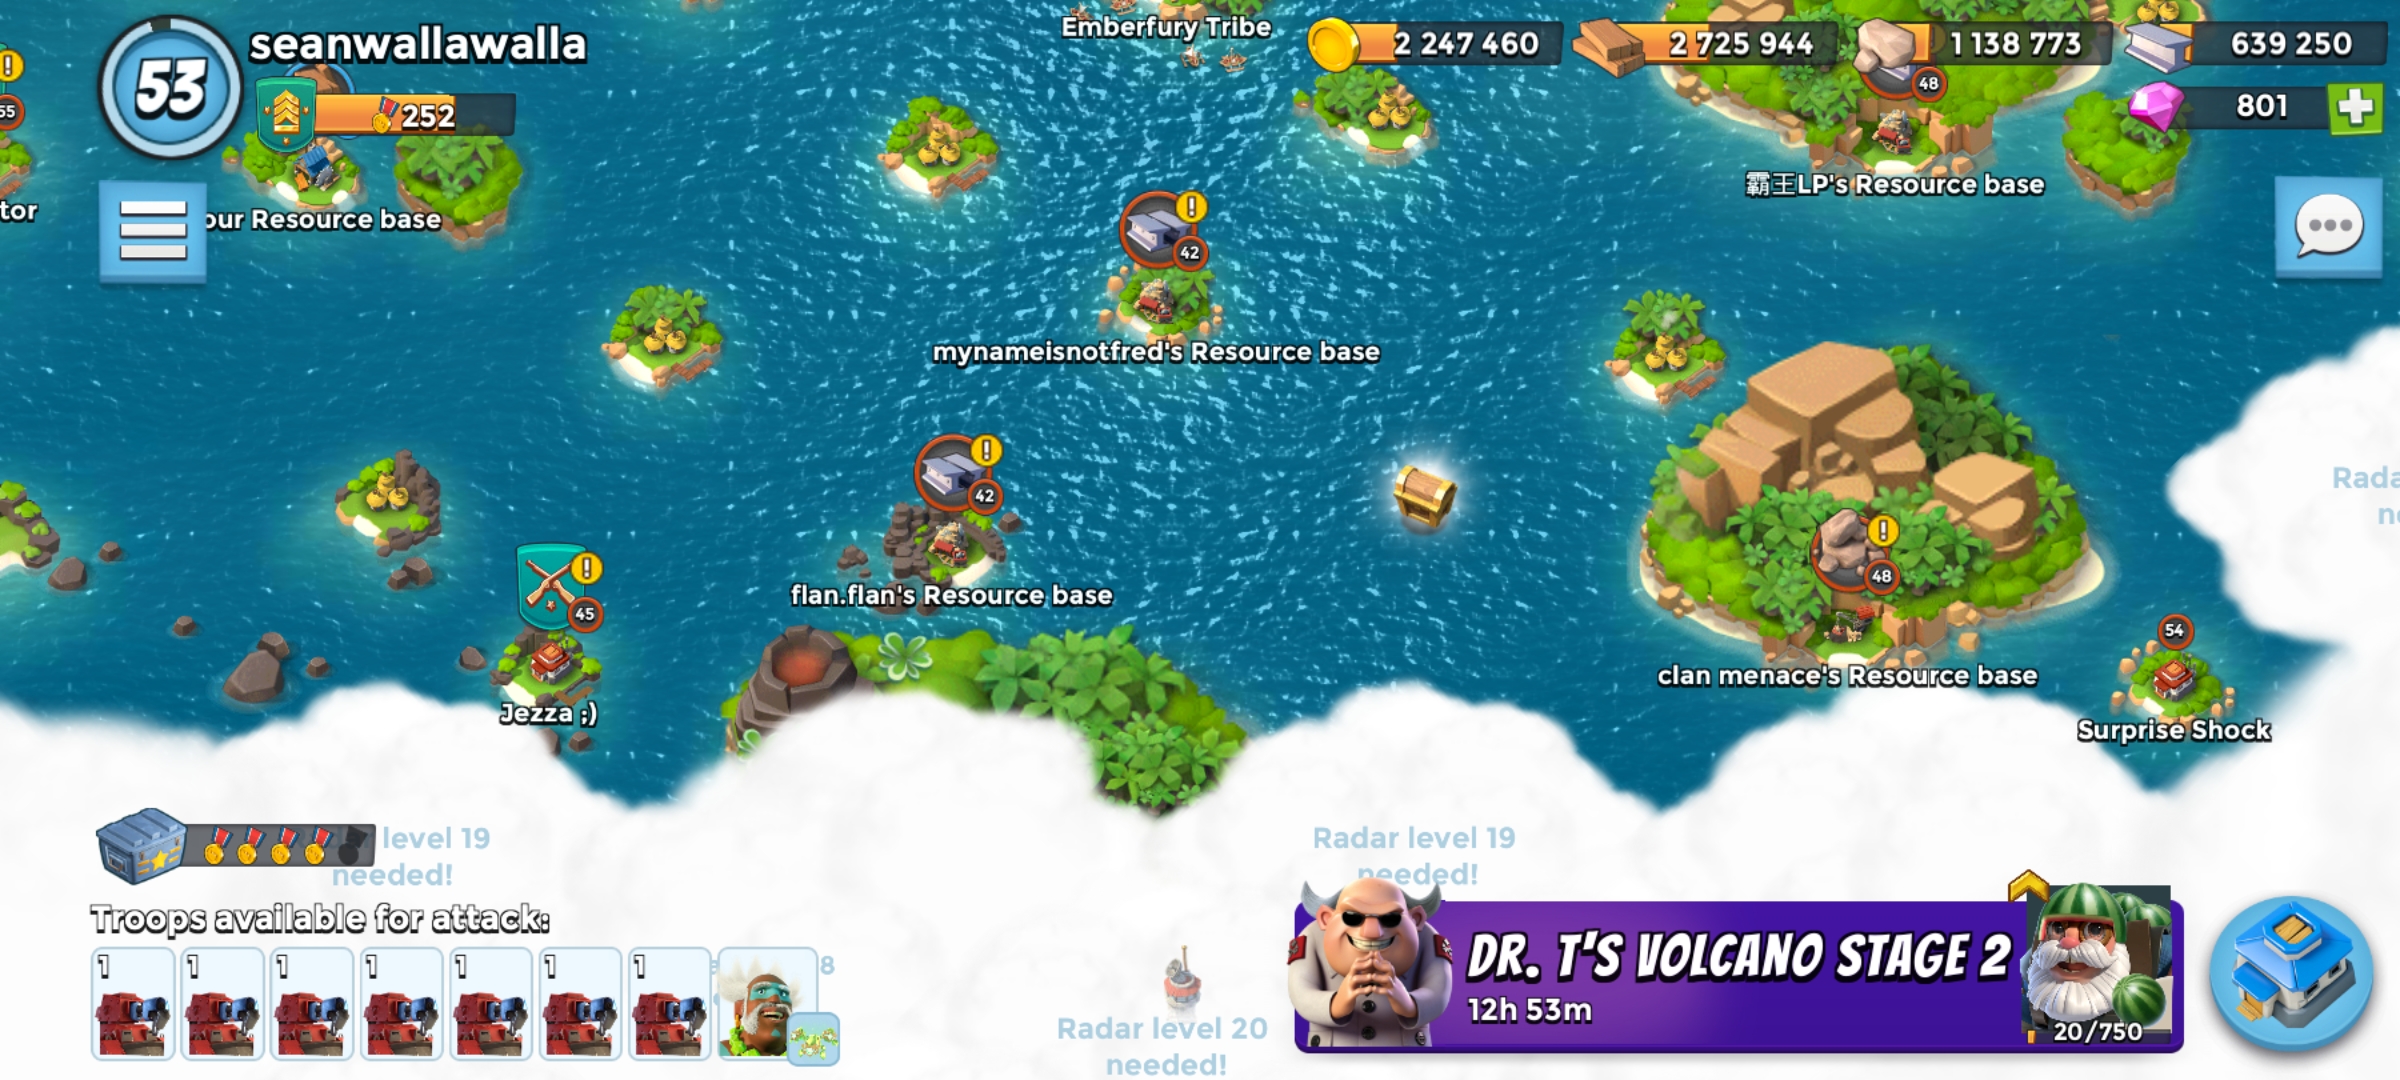 53
seanwallawalla
252
Emberfury Tribe
2 247 460
2 725 944
1 138 773
639 250
801
48
霸王LP's Resource base
55
tor
our Resource base
42
mynameisnotfred's Resource base
42
flan.flan's Resource base
48
clan menace's Resource base
45
Jezza ;)
54
Surprise Shock
level 19
needed!
Radar level 19
needed!
Troops available for attack:
1
1
1
1
1
1
1
8
Radar level 20
needed!
DR. T'S VOLCANO STAGE 2
12h 53m
20/750